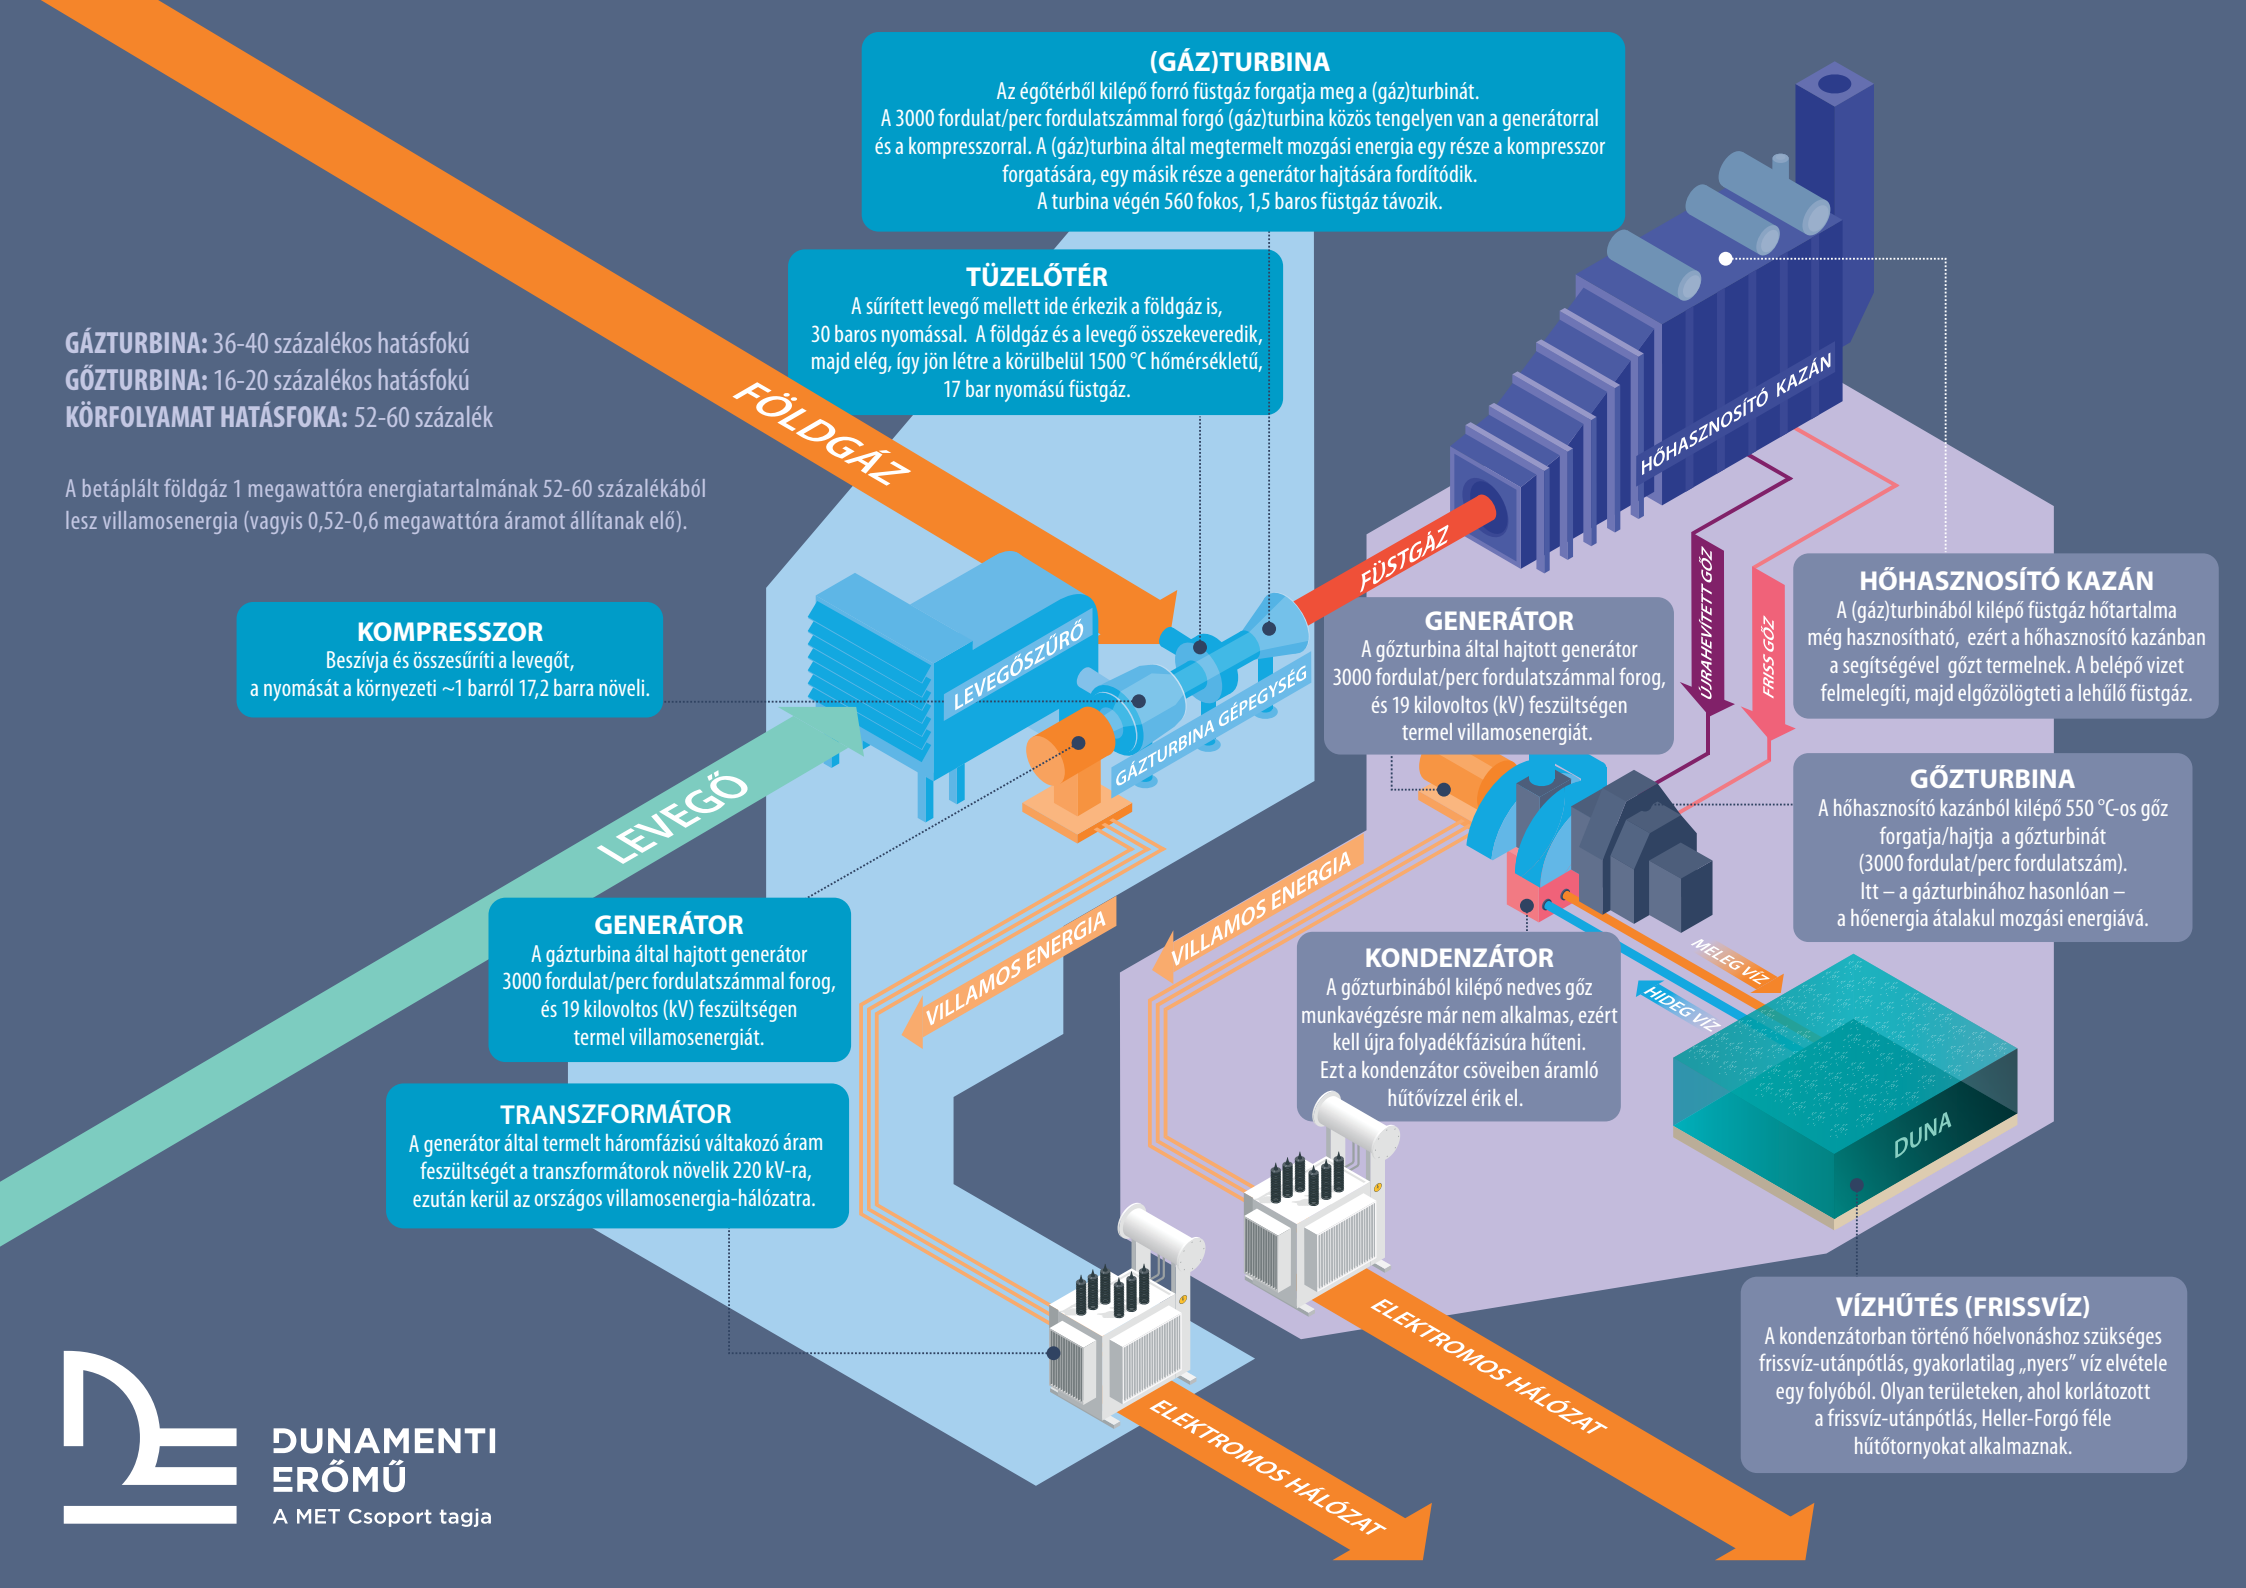 (GÁZ)TURBINA
Az égőtérből kilépő forró füstgáz forgatja meg a (gáz)turbinát.
A 3000 fordulat/perc fordulatszámmal forgó (gáz)turbina közös tengelyen van a generátorral
és a kompresszorral. A (gáz)turbina által megtermelt mozgási energia egy része a kompresszor
forgatására, egy másik része a generátor hajtására fordítódik.
A turbina végén 560 fokos, 1,5 baros füstgáz távozik.
TÜZELŐTÉR
A sűrített levegő mellett ide érkezik a földgáz is,
30 baros nyomással. A földgáz és a levegő összekeveredik,
majd elég, így jön létre a körülbelül 1500 °C hőmérsékletű,
17 bar nyomású füstgáz.
GÁZTURBINA: 36-40 százalékos hatásfokú
GŐZTURBINA: 16-20 százalékos hatásfokú
KÖRFOLYAMAT HATÁSFOKA: 52-60 százalék
A betáplált földgáz 1 megawattóra energiatartalmának 52-60 százalékából
lesz villamosenergia (vagyis 0,52-0,6 megawattóra áramot állítanak elő).
FÖLDGÁZ
HŐHASZNOSÍTÓ KAZÁN
FÜSTGÁZ
ÚJRAHEVÍTETT GŐZ
FRISS GŐZ
HŐHASZNOSÍTÓ KAZÁN
A (gáz)turbinából kilépő füstgáz hőtartalma
még hasznosítható, ezért a hőhasznosító kazánban
a segítségével gőzt termelnek. A belépő vizet
felmelegíti, majd elgőzölögteti a lehűlő füstgáz.
KOMPRESSZOR
Beszívja és összesűríti a levegőt,
a nyomását a környezeti ~1 barról 17,2 barra növeli.
LEVEGŐSZŰRŐ
GÁZTURBINA GÉPEGYSÉG
GENERÁTOR
A gőzturbina által hajtott generátor
3000 fordulat/perc fordulatszámmal forog,
és 19 kilovoltos (kV) feszültségen
termel villamosenergiát.
LEVEGŐ
GŐZTURBINA
A hőhasznosító kazánból kilépő 550 °C-os gőz
forgatja/hajtja a gőzturbinát
(3000 fordulat/perc fordulatszám).
Itt – a gázturbinához hasonlóan –
a hőenergia átalakul mozgási energiává.
GENERÁTOR
A gázturbina által hajtott generátor
3000 fordulat/perc fordulatszámmal forog,
és 19 kilovoltos (kV) feszültségen
termel villamosenergiát.
VILLAMOS ENERGIA
VILLAMOS ENERGIA
KONDENZÁTOR
A gőzturbinából kilépő nedves gőz
munkavégzésre már nem alkalmas, ezért
kell újra folyadékfázisúra hűteni.
Ezt a kondenzátor csöveiben áramló
hűtővízzel érik el.
MELEG VÍZ
HIDEG VÍZ
DUNA
TRANSZFORMÁTOR
A generátor által termelt háromfázisú váltakozó áram
feszültségét a transzformátorok növelik 220 kV-ra,
ezután kerül az országos villamosenergia-hálózatra.
VÍZHŰTÉS (FRISSVÍZ)
A kondenzátorban történő hőelvonáshoz szükséges
frissvíz-utánpótlás, gyakorlatilag „nyers” víz elvétele
egy folyóból. Olyan területeken, ahol korlátozott
a frissvíz-utánpótlás, Heller-Forgó féle
hűtőtornyokat alkalmaznak.
ELEKTROMOS HÁLÓZAT
ELEKTROMOS HÁLÓZAT
DUNAMENTI
ERŐMŰ
A MET Csoport tagja